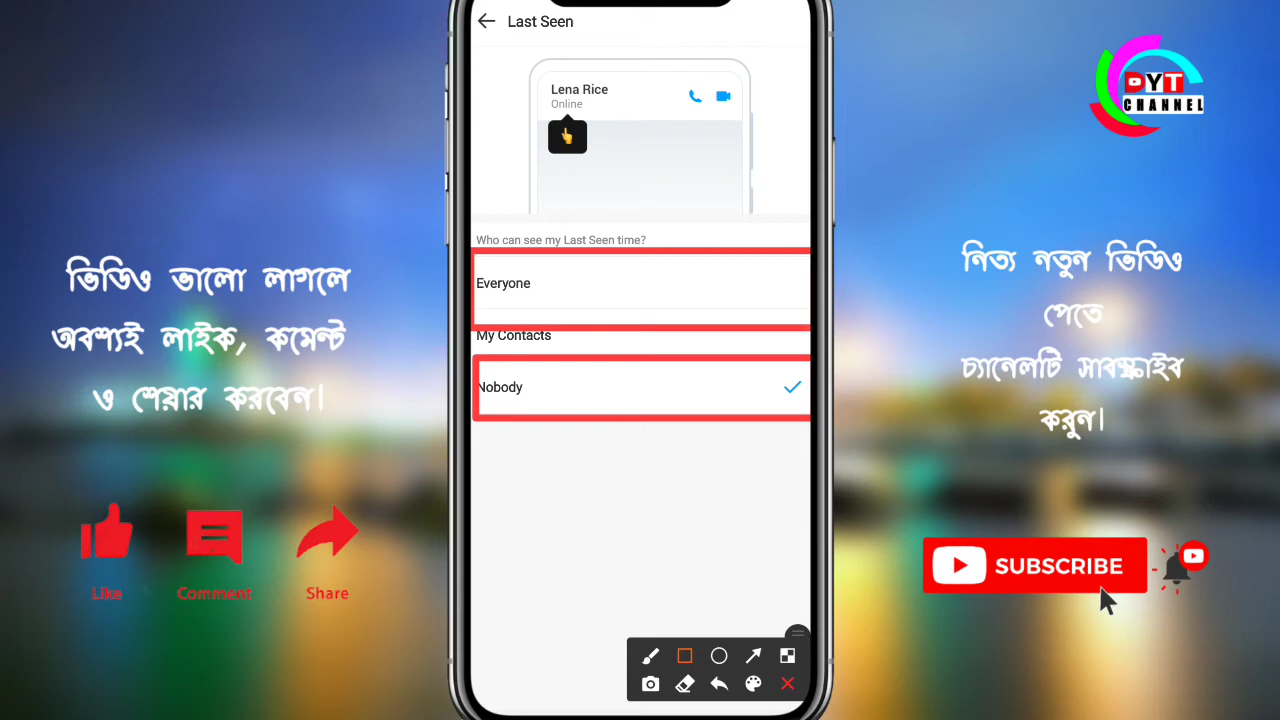 Last Seen
Lena Rice
Online
Who can see my Last Seen time?
Everyone
My Contacts
Nobody
ভিডিও ভালো লাগলে
অবশ্যই লাইক, কমেন্ট
ও শেয়ার করবেন।
Like
Comment
Share
DYT
CHANNEL
নিত্য নতুন ভিডিও
পেতে
চ্যানেলটি সাবস্ক্রাইব
করুন।
SUBSCRIBE